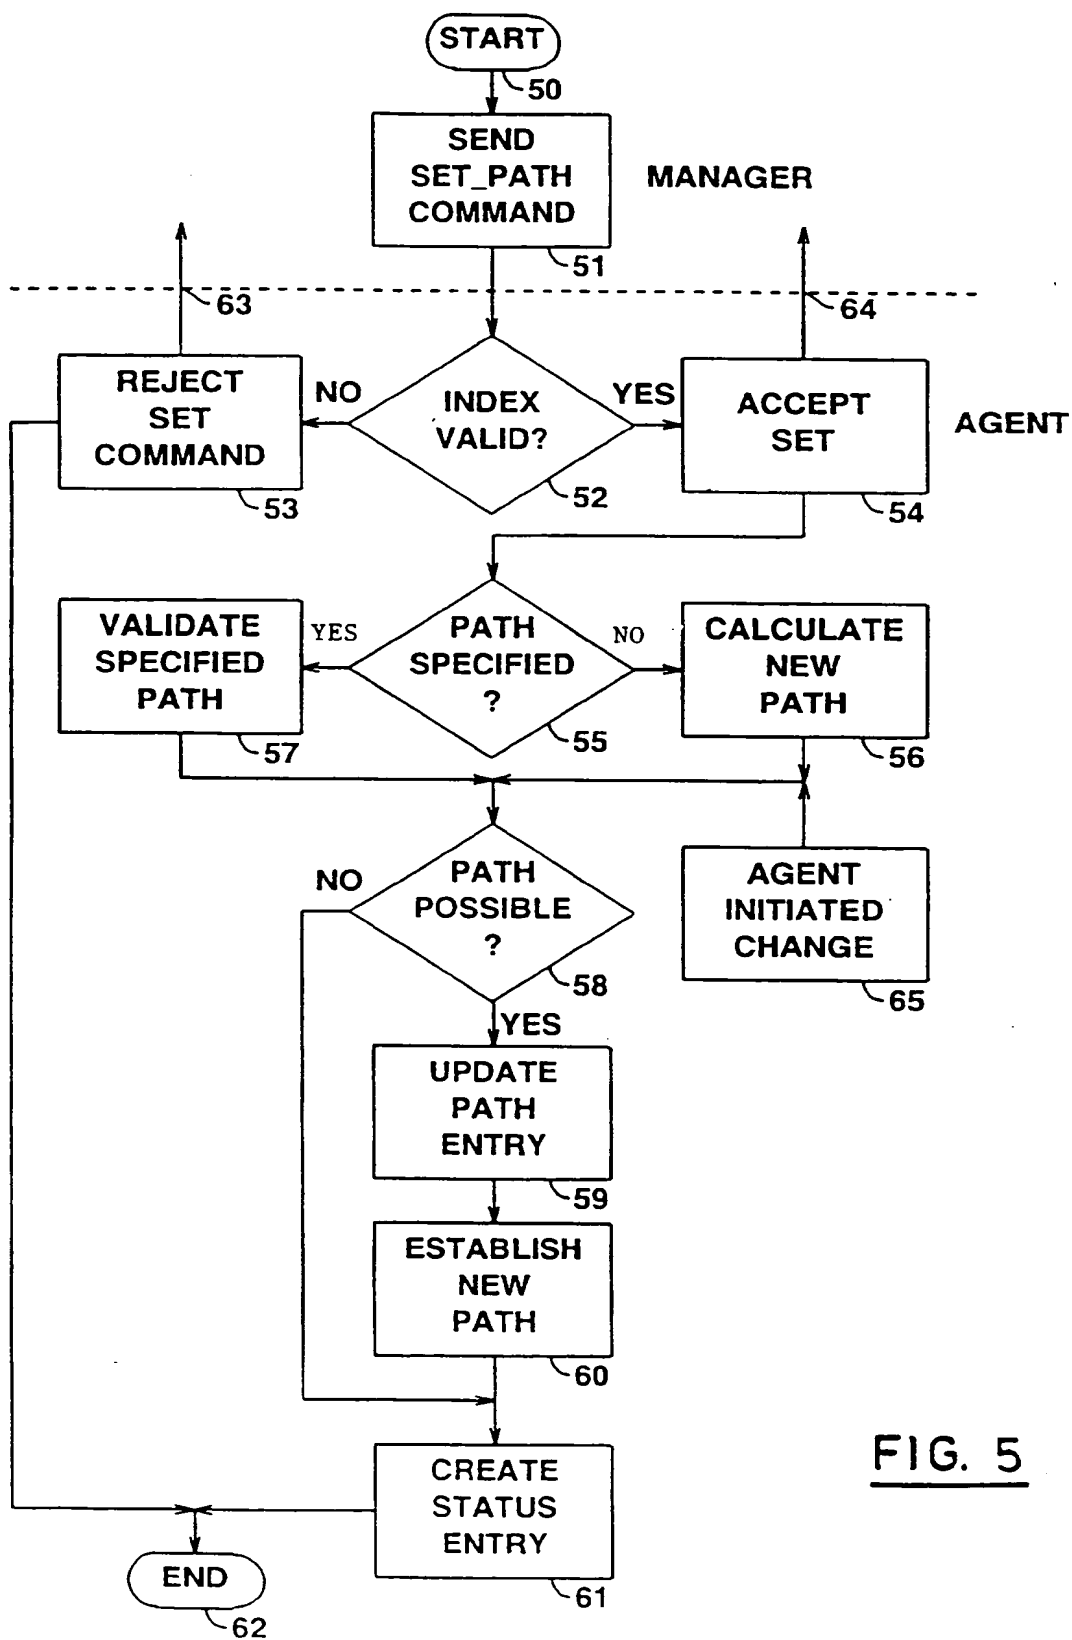 START
50
SEND
SET_PATH
COMMAND
51
MANAGER
63
64
REJECT
SET
COMMAND
53
NO
INDEX
VALID?
52
YES
ACCEPT
SET
54
AGENT
VALIDATE
SPECIFIED
PATH
57
YES
PATH
SPECIFIED
?
55
NO
CALCULATE
NEW
PATH
56
NO
PATH
POSSIBLE
?
58
AGENT
INITIATED
CHANGE
65
YES
UPDATE
PATH
ENTRY
59
ESTABLISH
NEW
PATH
60
CREATE
STATUS
ENTRY
61
END
62
FIG. 5